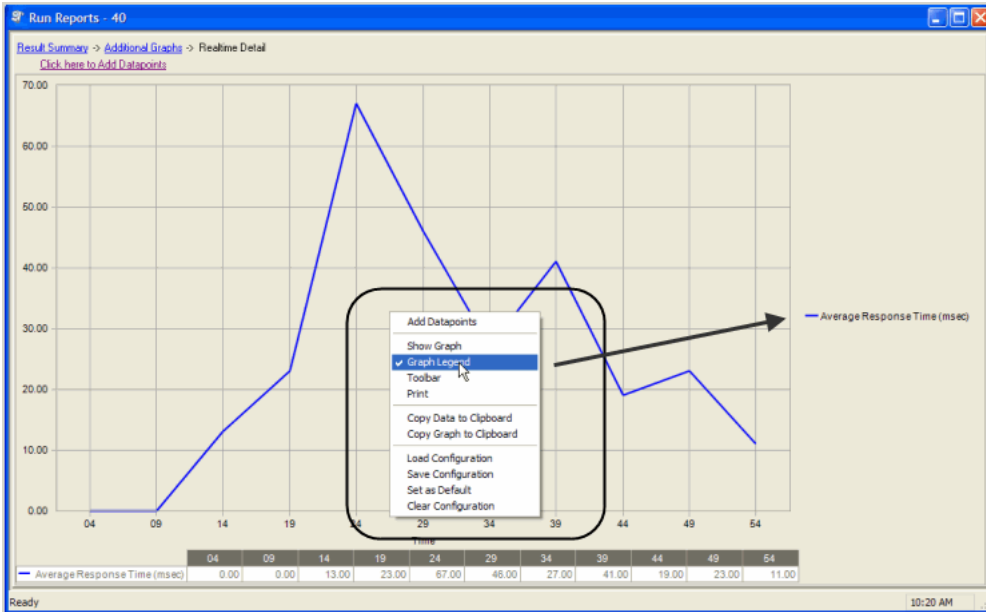 Run Reports - 40
Result Summary -> Additional Graphs -> Realtime Detail
Click here to Add Datapoints
70.00
60.00
50.00
40.00
30.00
20.00
10.00
0.00
Add Datapoints
Show Graph
Graph Legend
Toolbar
Print
Copy Data to Clipboard
Copy Graph to Clipboard
Load Configuration
Save Configuration
Set as Default
Clear Configuration
Average Response Time (msec)
04 09 14 19 24 29 34 39 44 49 54
Time
04 09 14 19 24 29 34 39 44 49 54
Average Response Time (msec) 0.00 0.00 13.00 23.00 67.00 46.00 27.00 41.00 19.00 23.00 11.00
Ready 10:20 AM